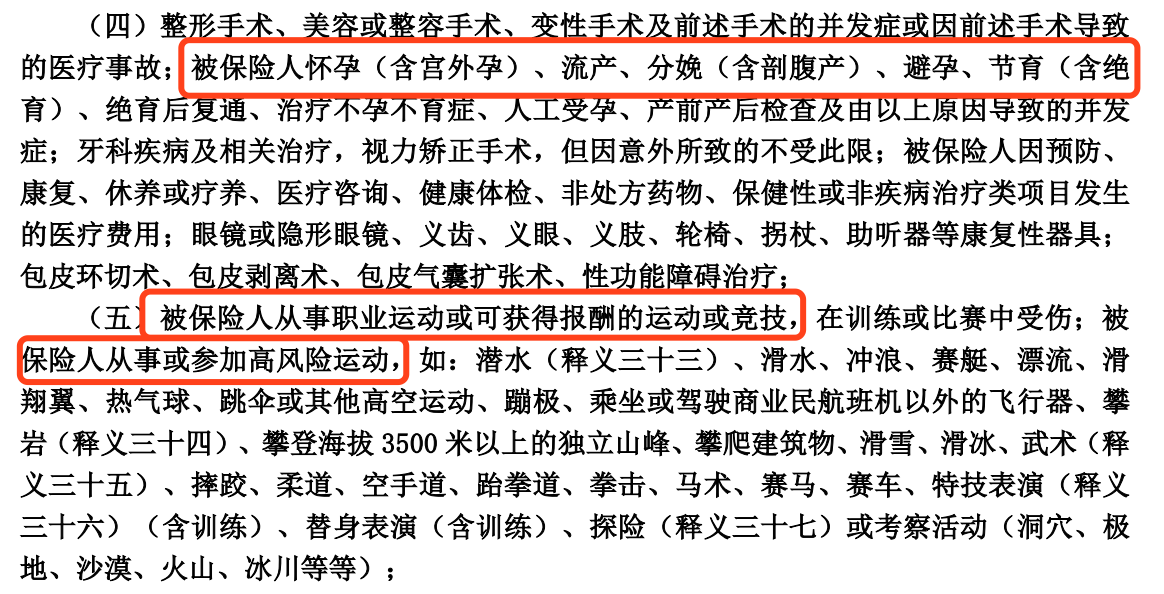 （四）整形手术、美容或整容手术、变性手术及前述手术的并发症或因前述手术导致
的医疗事故；被保险人怀孕（含宫外孕）、流产、分娩（含剖腹产）、避孕、节育（含绝
育）、绝育后复通、治疗不孕不育症、人工受孕、产前产后检查及由以上原因导致的并发
症；牙科疾病及相关治疗，视力矫正手术，但因意外所致的不受此限；被保险人因预防、
康复、休养或疗养、医疗咨询、健康体检、非处方药物、保健性或非疾病治疗类项目发生
的医疗费用；眼镜或隐形眼镜、义齿、义眼、义肢、轮椅、拐杖、助听器等康复性器具；
包皮环切术、包皮剥离术、包皮气囊扩张术、性功能障碍治疗；
（五）被保险人从事职业运动或可获得报酬的运动或竞技，在训练或比赛中受伤；被
保险人从事或参加高风险运动，如：潜水（释义三十三）、滑水、冲浪、赛艇、漂流、滑
翔翼、热气球、跳伞或其他高空运动、蹦极、乘坐或驾驶商业民航班机以外的飞行器、攀
岩（释义三十四）、攀登海拔 3500 米以上的独立山峰、攀爬建筑物、滑雪、滑冰、武术（释
义三十五）、摔跤、柔道、空手道、跆拳道、拳击、马术、赛马、赛车、特技表演（释义
三十六）（含训练）、替身表演（含训练）、探险（释义三十七）或考察活动（洞穴、极
地、沙漠、火山、冰川等等）；